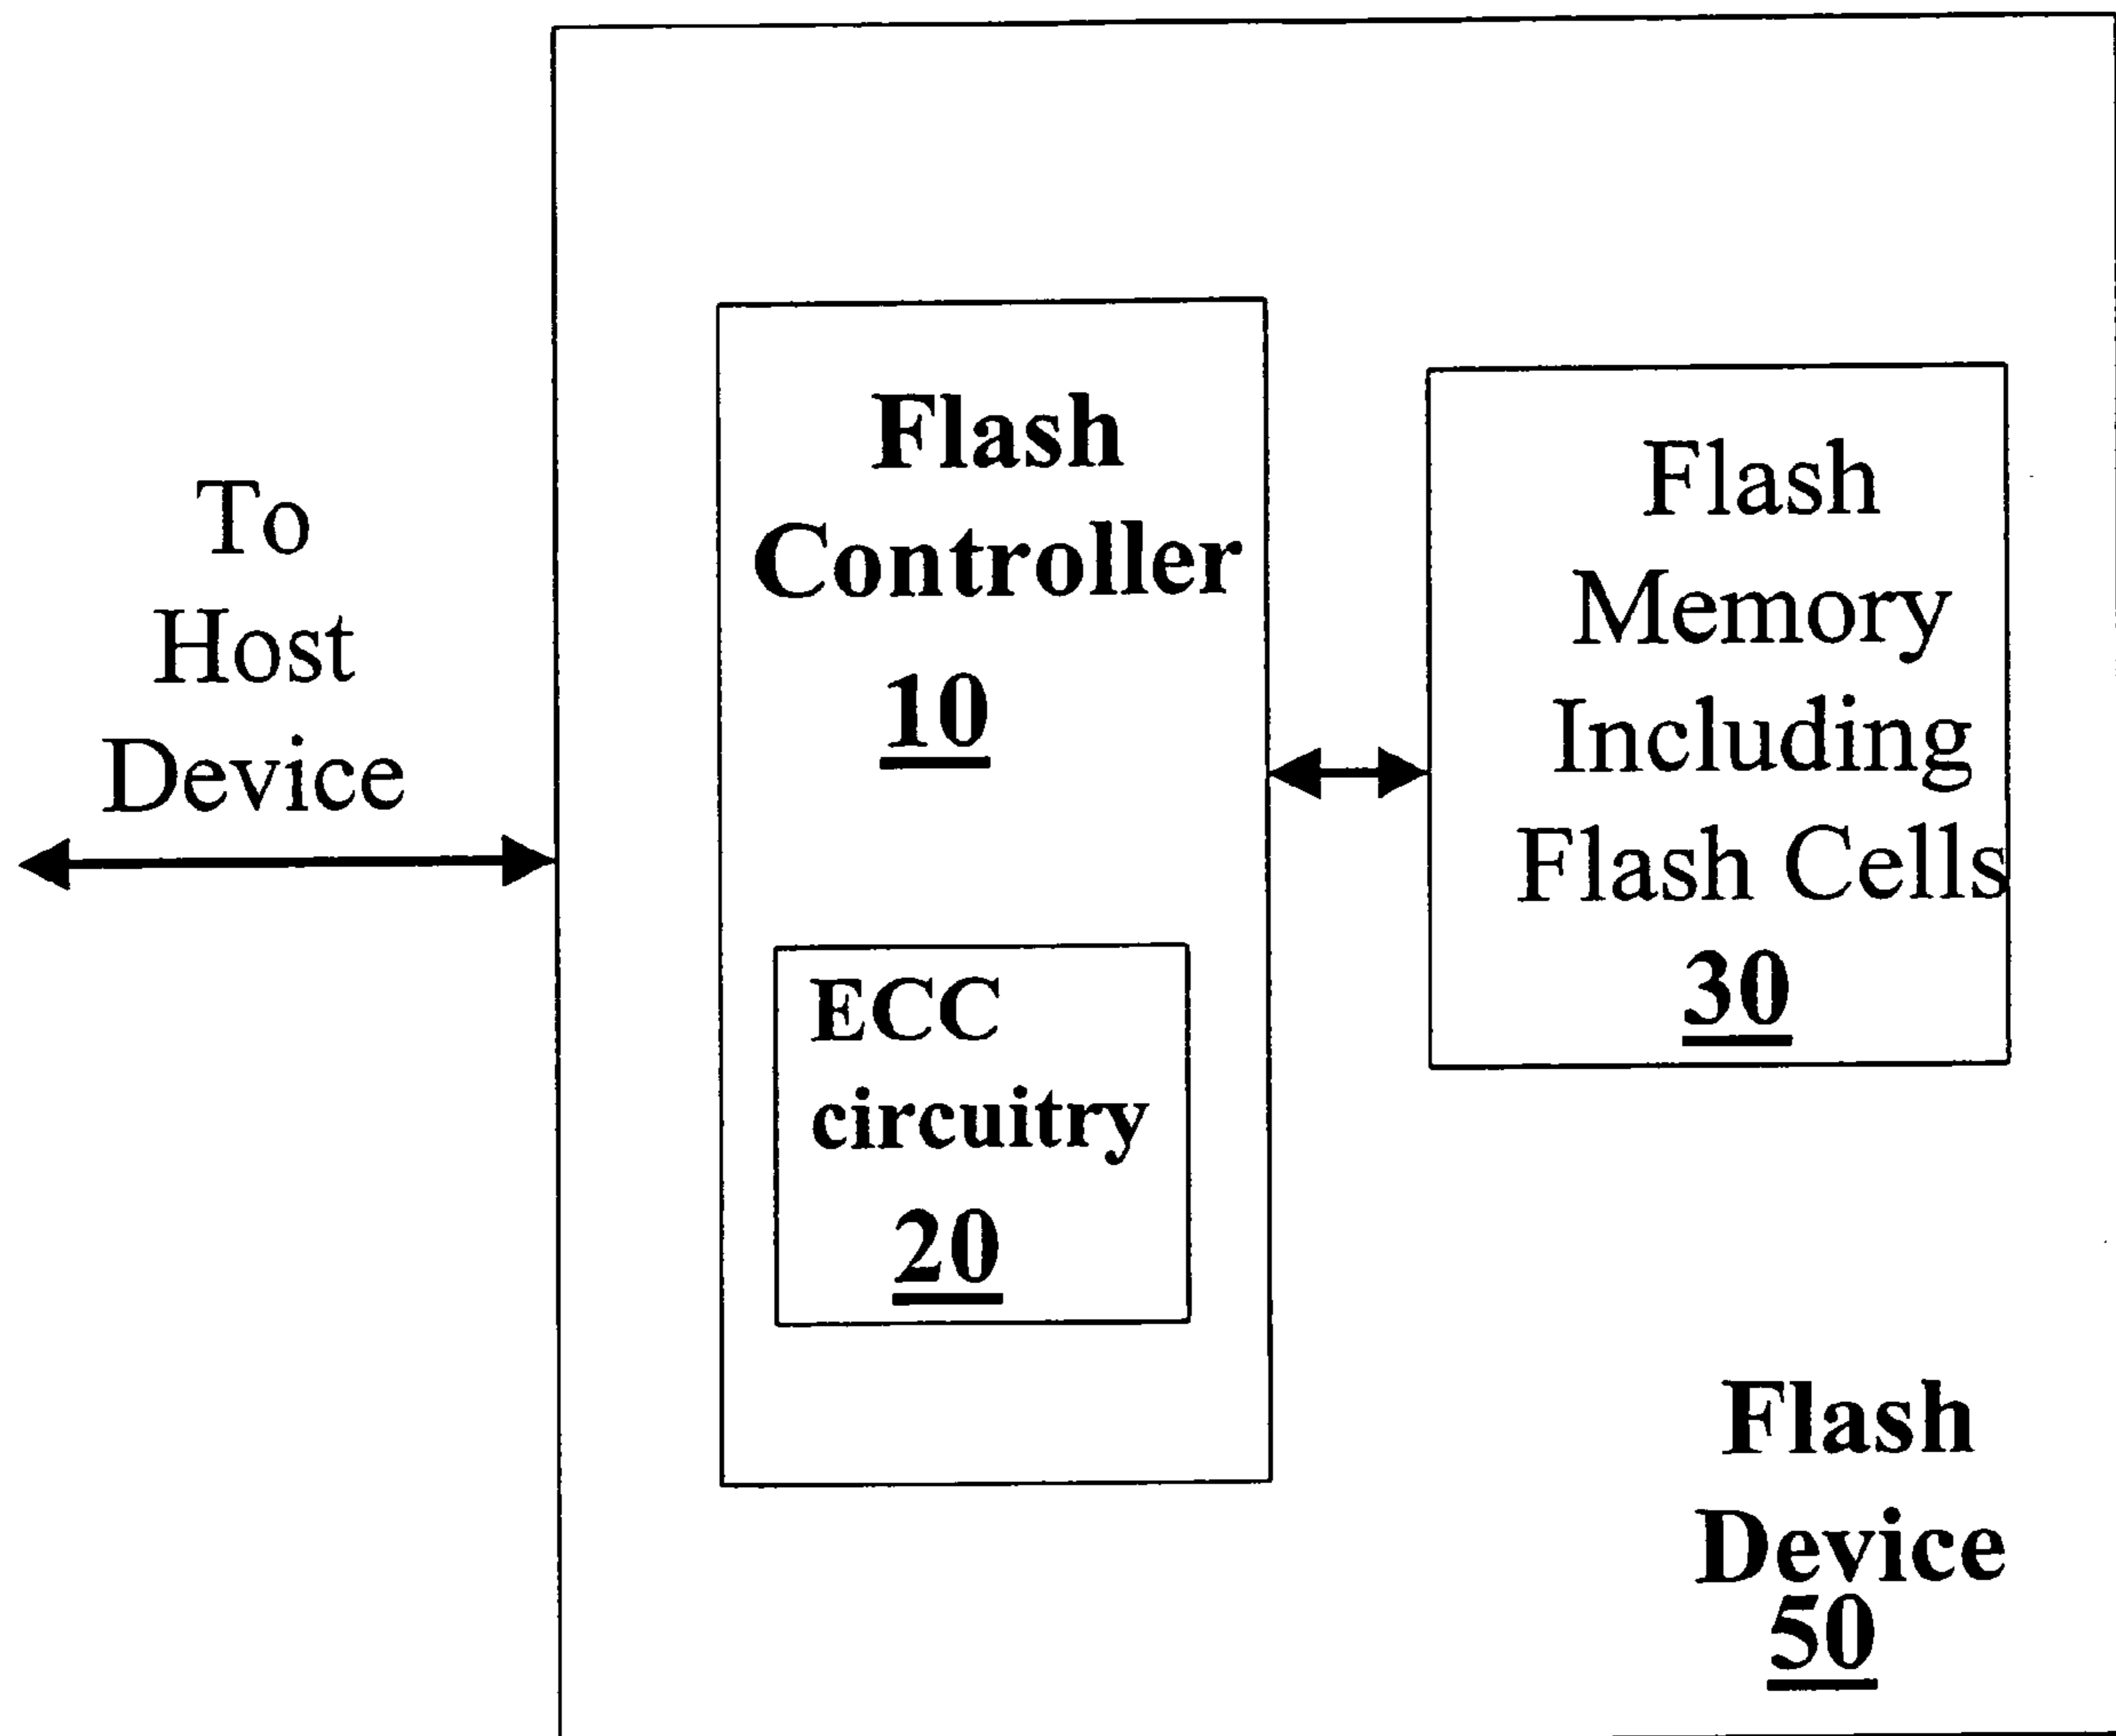 To
Host
Device
Flash
Controller
10
ECC
circuitry
20
Flash
Memory
Including
Flash Cells
30
Flash
Device
50